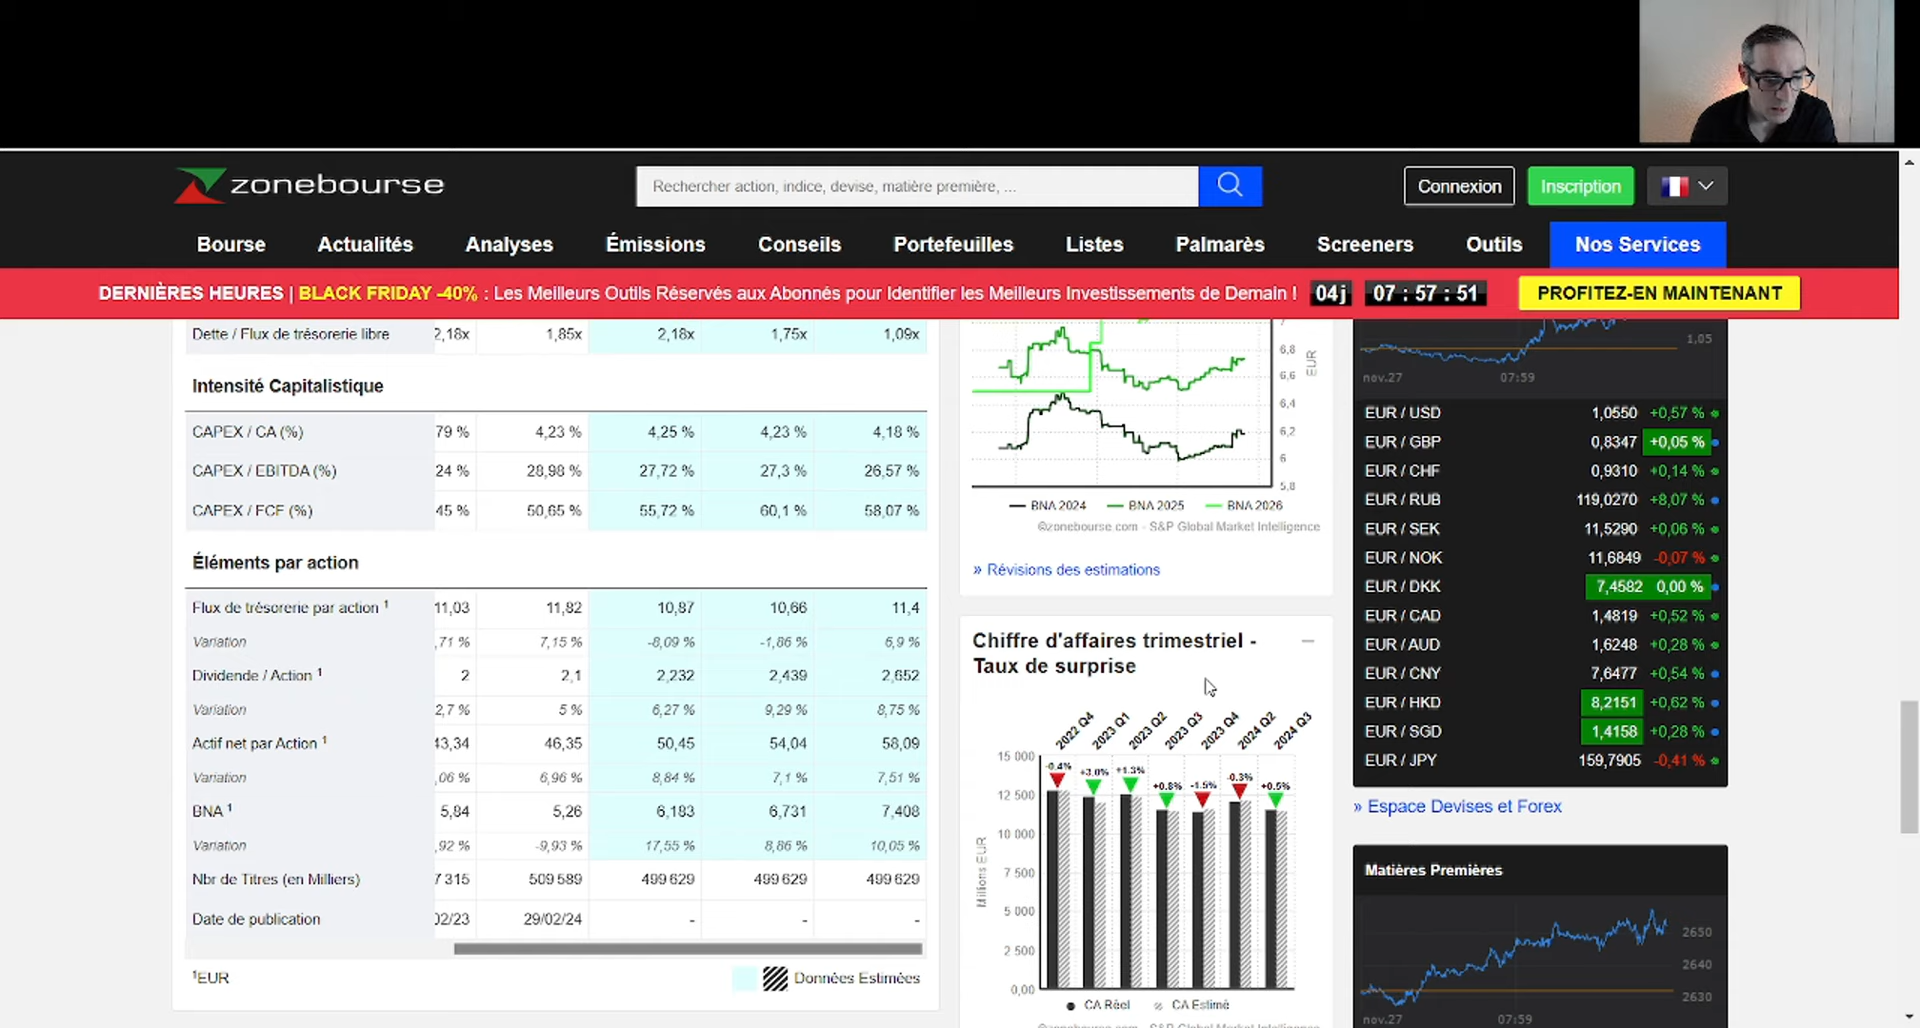 zonebourse
Rechercher action, indice, devise, matière première, ...
Connexion
Inscription
Bourse Actualités Analyses Émissions Conseils Portefeuilles Listes Palmarès Screeners Outils Nos Services
DERNIÈRES HEURES | BLACK FRIDAY -40% : Les Meilleurs Outils Réservés aux Abonnés pour Identifier les Meilleurs Investissements de Demain ! 04j 07 : 57 : 51 PROFITEZ-EN MAINTENANT
Dette / Flux de trésorerie libre 2,18x 1,85x 2,18x 1,75x 1,09x
Intensité Capitalistique
CAPEX / CA (%) 79 % 4,23 % 4,25 % 4,23 % 4,18 %
CAPEX / EBITDA (%) 24 % 28,98 % 27,72 % 27,3 % 26,57 %
CAPEX / FCF (%) 45 % 50,65 % 55,72 % 60,1 % 58,07 %
Éléments par action
Flux de trésorerie par action 1 11,03 11,82 10,87 10,66 11,4
Variation ,71 % 7,15 % -8,09 % -1,86 % 6,9 %
Dividende / Action 1 2 2,1 2,232 2,439 2,652
Variation 2,7 % 5 % 6,27 % 9,29 % 8,75 %
Actif net par Action 1 43,34 46,35 50,45 54,04 58,09
Variation ,06 % 6,96 % 8,84 % 7,1 % 7,51 %
BNA 1 5,84 5,26 6,183 6,731 7,408
Variation ,92 % -9,93 % 17,55 % 8,86 % 10,05 %
Nbr de Titres (en Milliers) 7 315 509 589 499 629 499 629 499 629
Date de publication 02/23 29/02/24 - - -
1EUR
Données Estimées
6,8
6,6
6,4
6,2
6
5,8
EUR
BNA 2024 BNA 2025 BNA 2026
©zonebourse.com - S&P Global Market Intelligence
» Révisions des estimations
Chiffre d'affaires trimestriel -
Taux de surprise
2022 Q4 2023 Q1 2023 Q2 2023 Q3 2023 Q4 2024 Q2 2024 Q3
-0.4% +3.0% +1.3% +0.8% -1.5% -0.3% +0.5%
15 000
12 500
10 000
7 500
5 000
2 500
0,00
Millions EUR
CA Réel CA Estimé
©zonebourse.com - S&P Global Market Intelligence
1,05
nov.27 07:59
EUR / USD 1,0550 +0,57 %
EUR / GBP 0,8347 +0,05 %
EUR / CHF 0,9310 +0,14 %
EUR / RUB 119,0270 +8,07 %
EUR / SEK 11,5290 +0,06 %
EUR / NOK 11,6849 -0,07 %
EUR / DKK 7,4582 0,00 %
EUR / CAD 1,4819 +0,52 %
EUR / AUD 1,6248 +0,28 %
EUR / CNY 7,6477 +0,54 %
EUR / HKD 8,2151 +0,62 %
EUR / SGD 1,4158 +0,28 %
EUR / JPY 159,7905 -0,41 %
» Espace Devises et Forex
Matières Premières
2650
2640
2630
nov.27 07:59